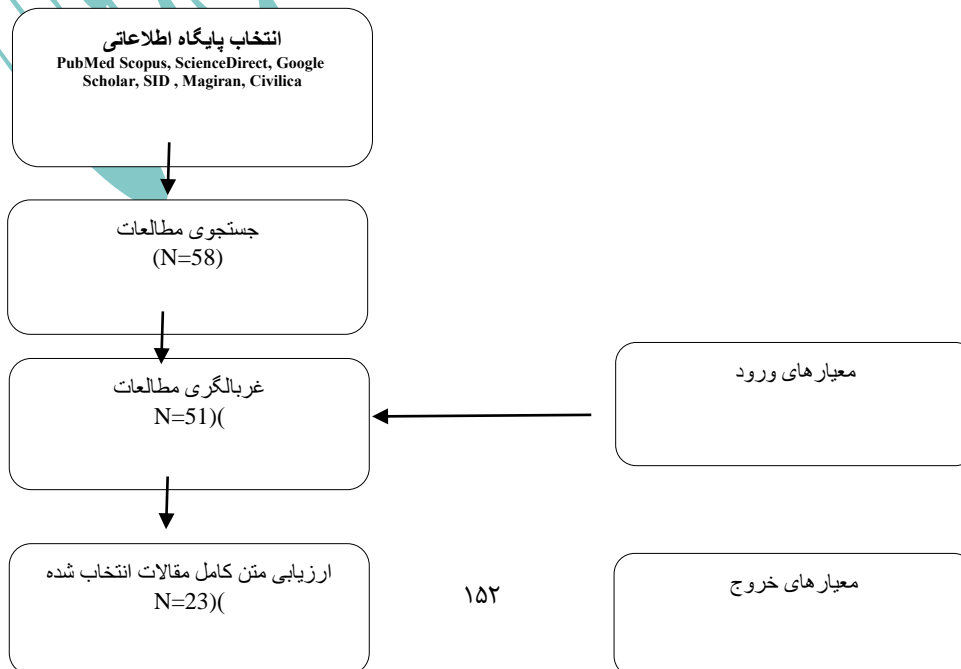 انتخاب پایگاه اطلاعاتی
PubMed Scopus, ScienceDirect, Google
Scholar, SID , Magiran, Civilica
جستجوی مطالعات
(N=58)
غربالگری مطالعات
N=51)(
معیارهای ورود
ارزیابی متن کامل مقالات انتخاب شده
N=23)(
معیارهای خروج
۱۵۲